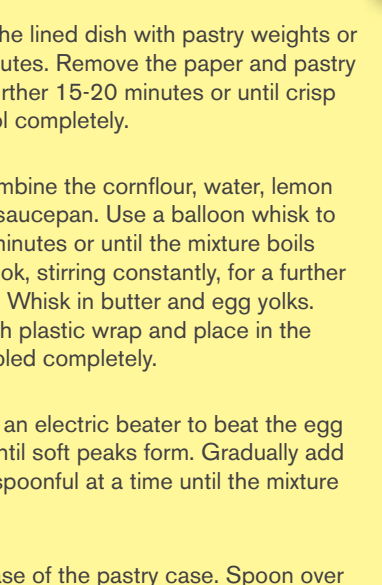 he lined dish with pastry weights or
utes. Remove the paper and pastry
rther 15-20 minutes or until crisp
ol completely.
mbine the cornflour, water, lemon
saucepan. Use a balloon whisk to
minutes or until the mixture boils
ok, stirring constantly, for a further
Whisk in butter and egg yolks.
h plastic wrap and place in the
oled completely.
an electric beater to beat the egg
ntil soft peaks form. Gradually add
spoonful at a time until the mixture
ase of the pastry case. Spoon over